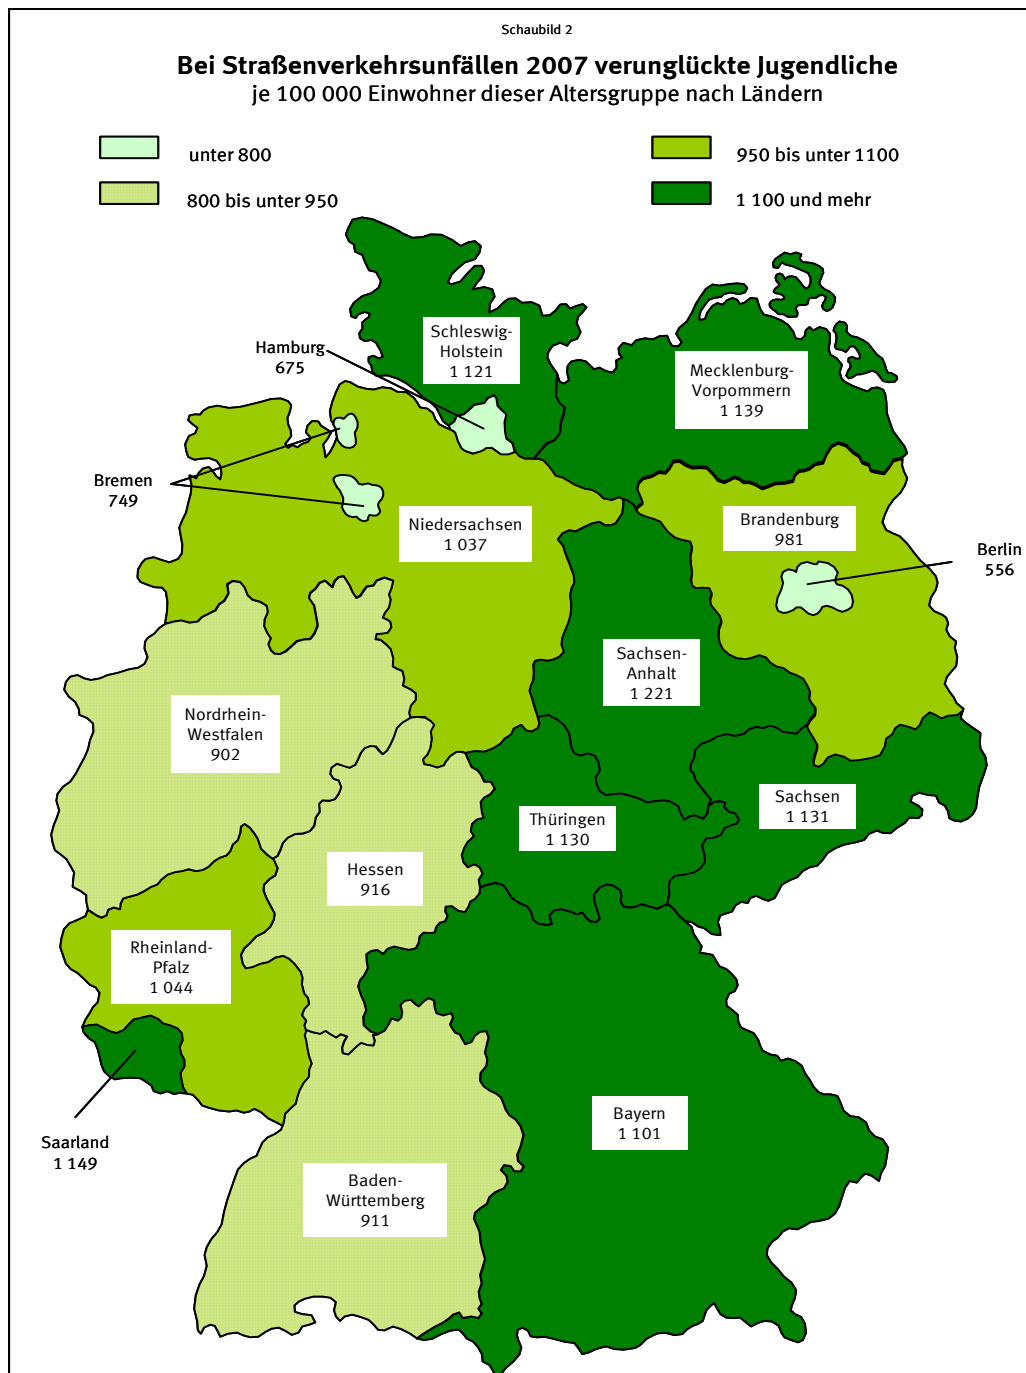 Schaubild 2
Bei Straßenverkehrsunfällen 2007 verunglückte Jugendliche
je 100 000 Einwohner dieser Altersgruppe nach Ländern
unter 800
950 bis unter 1100
800 bis unter 950
1 100 und mehr
Schleswig-
Holstein
1 121
Hamburg
675
Mecklenburg-
Vorpommern
1 139
Bremen
749
Niedersachsen
1 037
Brandenburg
981
Berlin
556
Sachsen-
Anhalt
1 221
Nordrhein-
Westfalen
902
Sachsen
1 131
Thüringen
1 130
Hessen
916
Rheinland-
Pfalz
1 044
Saarland
1 149
Bayern
1 101
Baden-
Württemberg
911